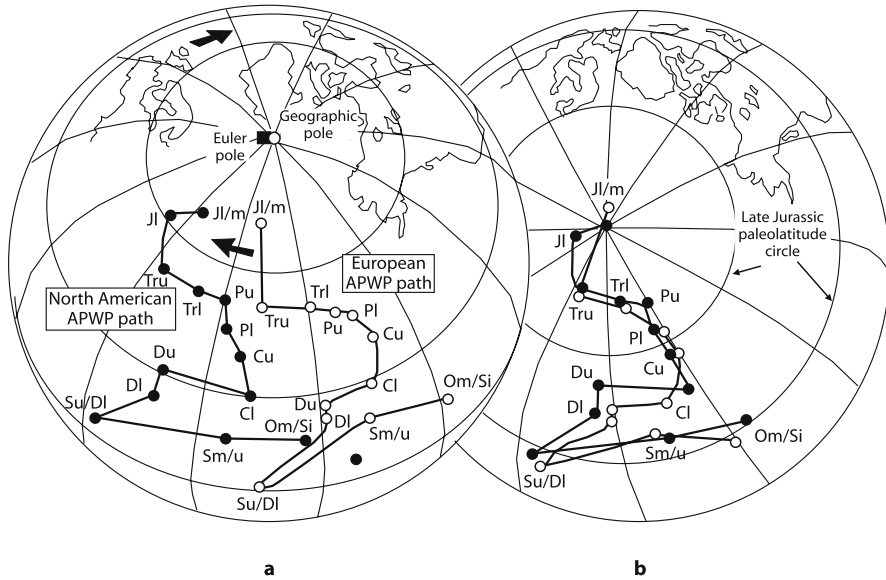 Geographic
pole
Euler
pole
Jl
Jl/m
Jl/m
European
APWP path
Tru
North American
APWP path
Trl
Pu
Trl
Tru
Pu
Pl
Pl
Cu
Cu
Du
Dl
Su/Dl
Cl
Cl
Du
Dl
Om/Si
Om/Si
Sm/u
Sm/u
Su/Dl
a
Jl/m
Late Jurassic
paleolatitude
circle
Jl
Trl
Pu
Tru
Pl
Cu
Du
Dl
Cl
Om/Si
Sm/u
Su/Dl
b